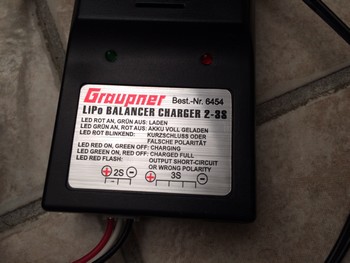 Graupner Best.-Nr. 6454
LiPo BALANCER CHARGER 2-3S
LED ROT AN, GRÜN AUS: LADEN
LED GRÜN AN, ROT AUS: AKKU VOLL GELADEN
LED ROT BLINKEND: KURZSCHLUSS ODER
FALSCHE POLARITÄT
LED RED ON, GREEN OFF: CHARGING
LED GREEN ON, RED OFF: CHARGED FULL
LED RED FLASH: OUTPUT SHORT-CIRCUIT
OR WRONG POLARITY
+ 2S - + 3S -